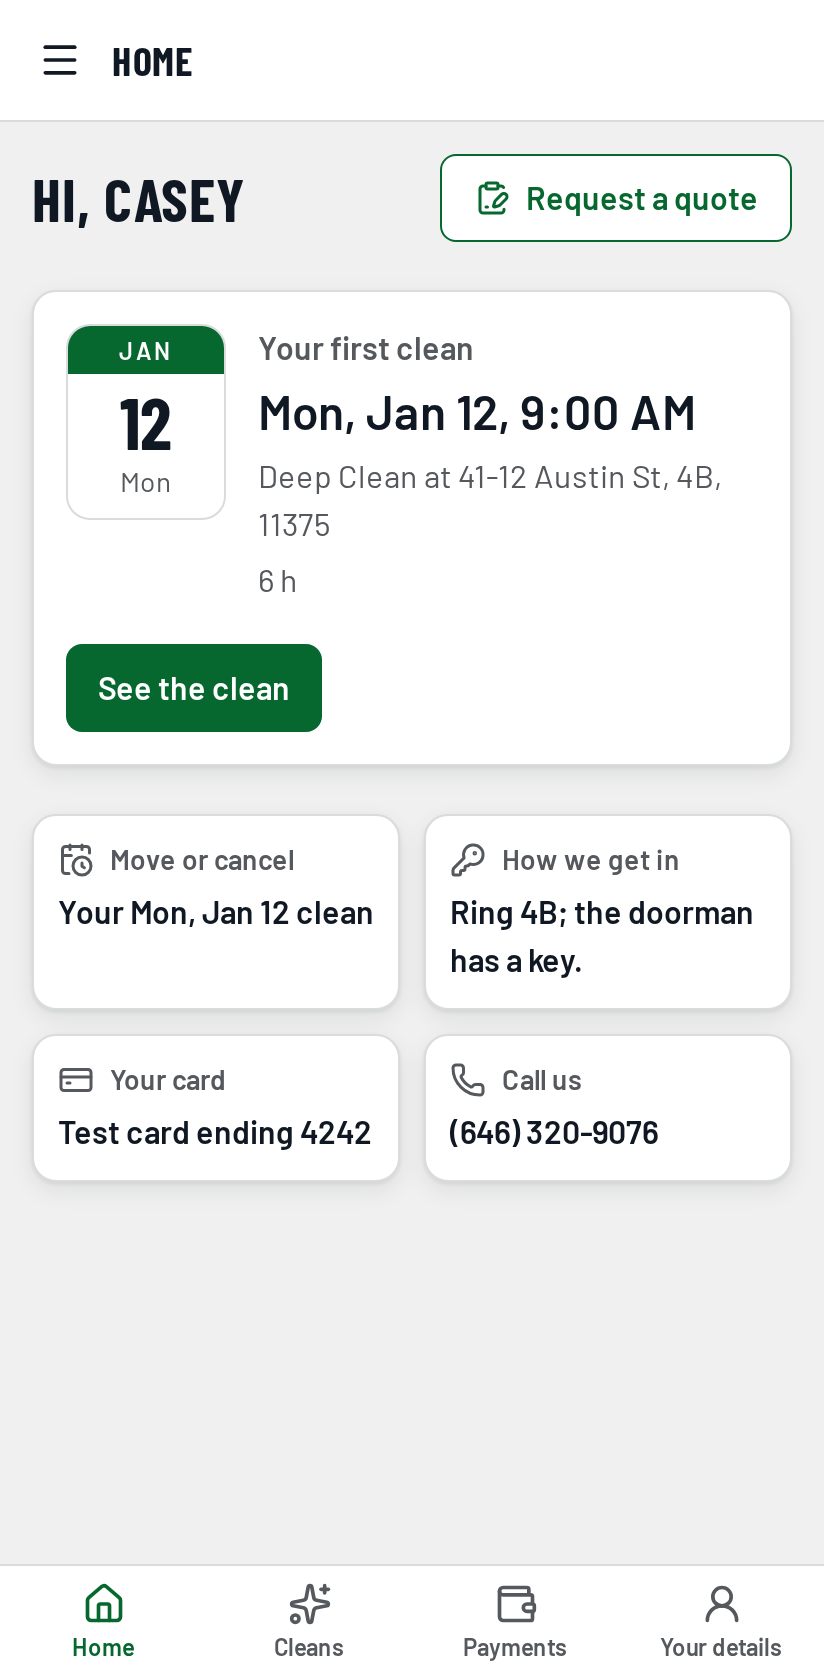 HOME
HI, CASEY
Request a quote
JAN
12
Mon
Your first clean
Mon, Jan 12, 9:00 AM
Deep Clean at 41-12 Austin St, 4B,
11375
6 h
See the clean
Move or cancel
Your Mon, Jan 12 clean
How we get in
Ring 4B; the doorman
has a key.
Your card
Test card ending 4242
Call us
(646) 320-9076
Home
Cleans
Payments
Your details